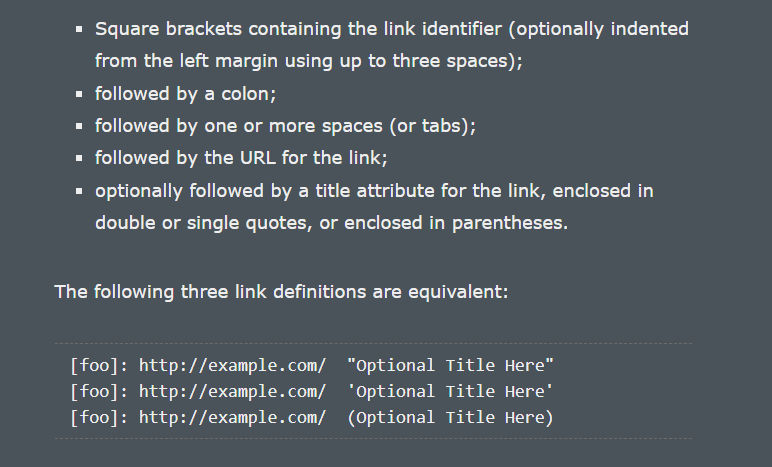 ▪ Square brackets containing the link identifier (optionally indented
from the left margin using up to three spaces);
▪ followed by a colon;
▪ followed by one or more spaces (or tabs);
▪ followed by the URL for the link;
▪ optionally followed by a title attribute for the link, enclosed in
double or single quotes, or enclosed in parentheses.
The following three link definitions are equivalent:
[foo]: http://example.com/  "Optional Title Here"
[foo]: http://example.com/  'Optional Title Here'
[foo]: http://example.com/  (Optional Title Here)